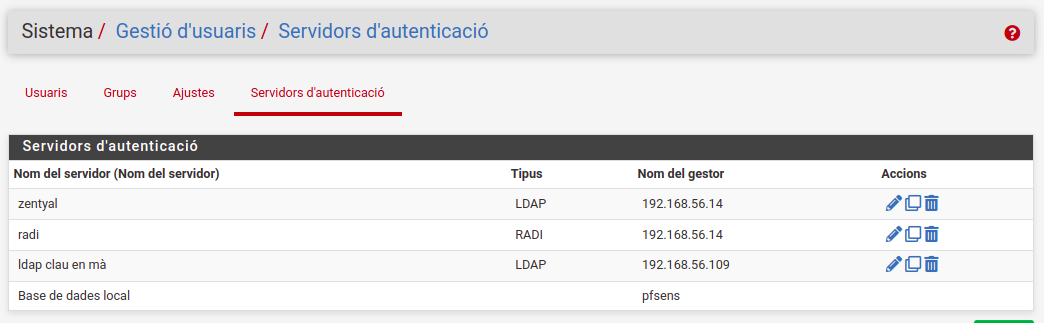 Sistema / Gestió d'usuaris / Servidors d'autenticació
Usuaris Grups Ajustes Servidors d'autenticació
Servidors d'autenticació
Nom del servidor (Nom del servidor) Tipus Nom del gestor Accions
zentyal LDAP 192.168.56.14
radi RADI 192.168.56.14
ldap clau en mà LDAP 192.168.56.109
Base de dades local pfsens